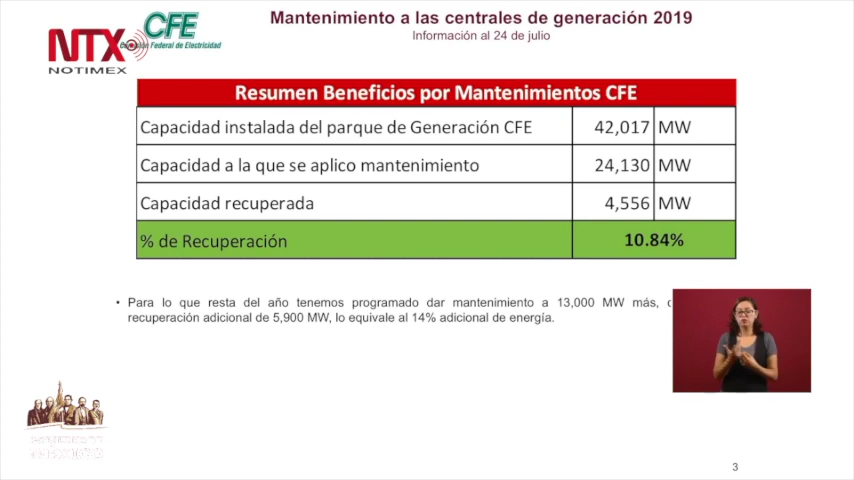 Mantenimiento a las centrales de generación 2019
Información al 24 de julio
CFE
Comisión Federal de Electricidad
NTX
NOTIMEX
Resumen Beneficios por Mantenimientos CFE
Capacidad instalada del parque de Generación CFE 42,017 MW
Capacidad a la que se aplico mantenimiento 24,130 MW
Capacidad recuperada 4,556 MW
% de Recuperación 10.84%
• Para lo que resta del año tenemos programado dar mantenimiento a 13,000 MW más,
recuperación adicional de 5,900 MW, lo equivale al 14% adicional de energía.
3